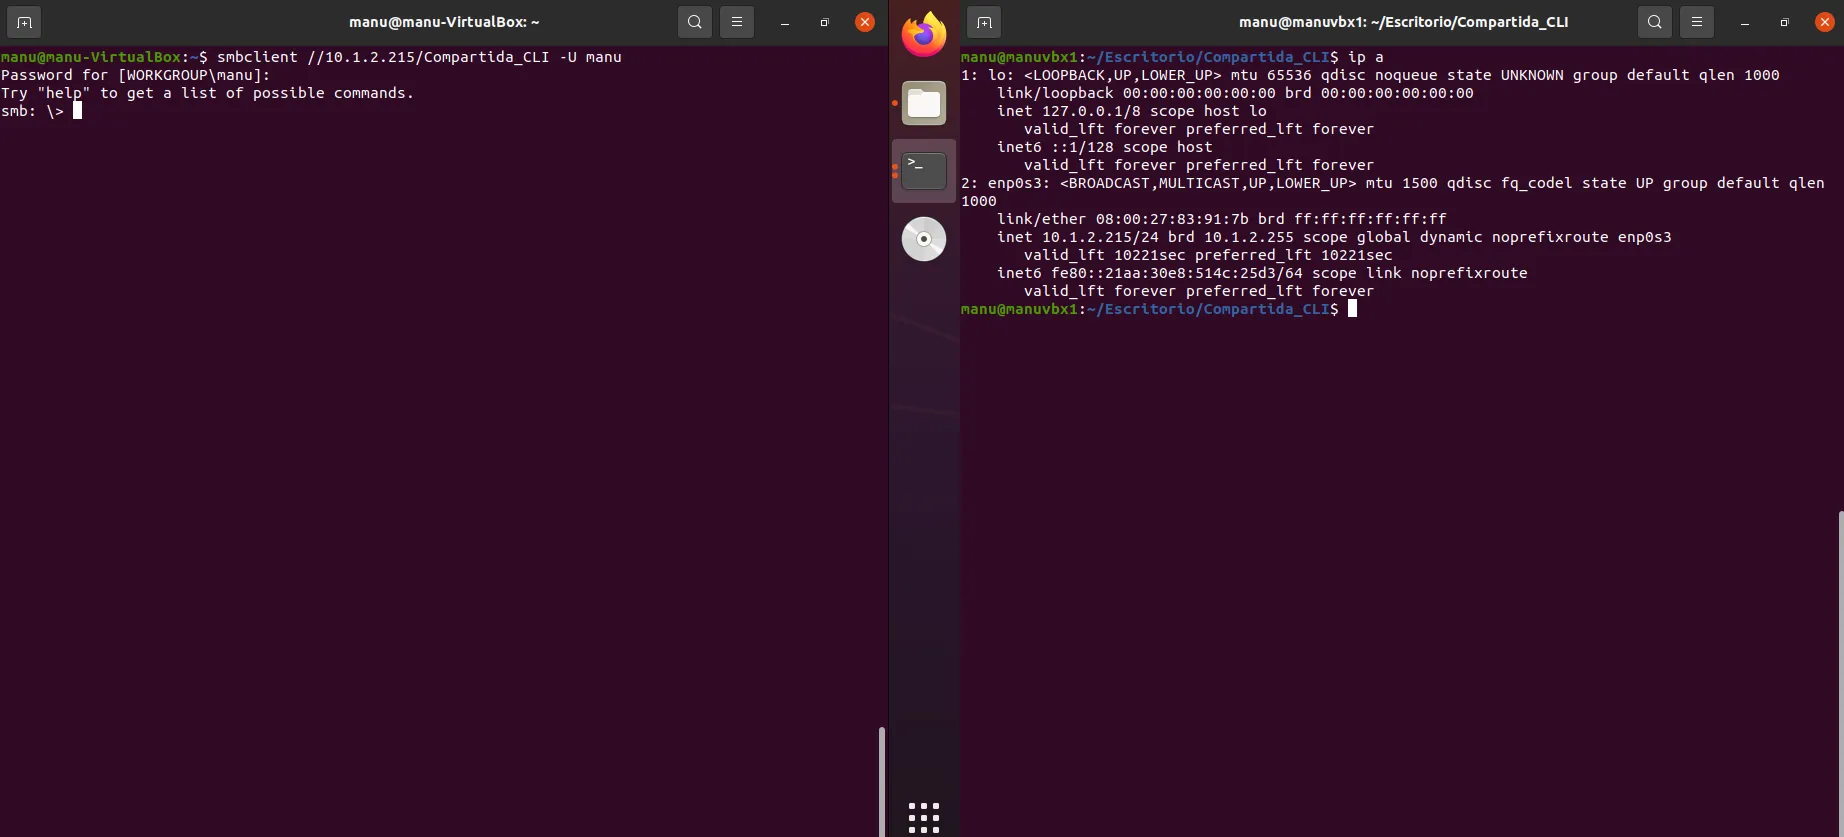 manu@manu-VirtualBox: ~
manu@manu-VirtualBox:~$ smbclient //10.1.2.215/Compartida_CLI -U manu
Password for [WORKGROUP\manu]:
Try "help" to get a list of possible commands.
smb: \>
>_
manu@manuvbx1: ~/Escritorio/Compartida_CLI
manu@manuvbx1:~/Escritorio/Compartida_CLI$ ip a
1: lo: <LOOPBACK,UP,LOWER_UP> mtu 65536 qdisc noqueue state UNKNOWN group default qlen 1000
    link/loopback 00:00:00:00:00:00 brd 00:00:00:00:00:00
    inet 127.0.0.1/8 scope host lo
       valid_lft forever preferred_lft forever
    inet6 ::1/128 scope host
       valid_lft forever preferred_lft forever
2: enp0s3: <BROADCAST,MULTICAST,UP,LOWER_UP> mtu 1500 qdisc fq_codel state UP group default qlen
1000
    link/ether 08:00:27:83:91:7b brd ff:ff:ff:ff:ff:ff
    inet 10.1.2.215/24 brd 10.1.2.255 scope global dynamic noprefixroute enp0s3
       valid_lft 10221sec preferred_lft 10221sec
    inet6 fe80::21aa:30e8:514c:25d3/64 scope link noprefixroute
       valid_lft forever preferred_lft forever
manu@manuvbx1:~/Escritorio/Compartida_CLI$